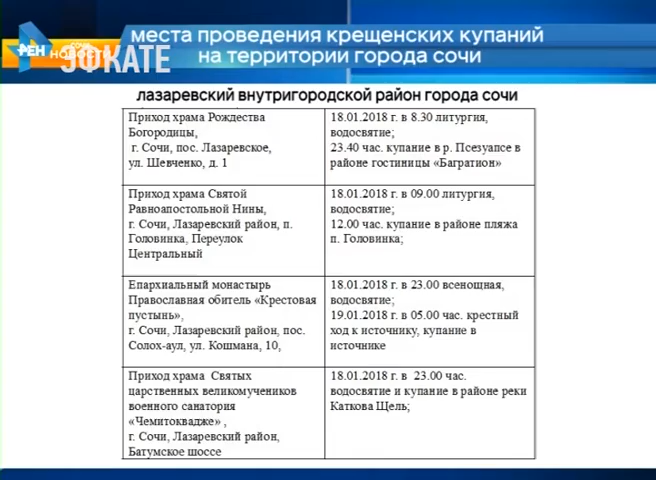 места проведения крещенских купаний
на территории города сочи
РЕН
СОЧИ
НОВОСТИ
ЭФКАТЕ
лазаревский внутригородской район города сочи
Приход храма Рождества
Богородицы,
г. Сочи, пос. Лазаревское,
ул. Шевченко, д. 1
18.01.2018 г. в 8.30 литургия,
водосвятие;
23.40 час. купание в р. Псезуапсе в
районе гостиницы «Багратион»
Приход храма Святой
Равноапостольной Нины,
г. Сочи, Лазаревский район, п.
Головинка, Переулок
Центральный
18.01.2018 г. в 09.00 литургия,
водосвятие;
12.00 час. купание в районе пляжа
п. Головинка;
Епархиальный монастырь
Православная обитель «Крестовая
пустынь»,
г. Сочи, Лазаревский район, пос.
Солох-аул, ул. Кошмана, 10,
18.01.2018 г. в 23.00 всенощная,
водосвятие;
19.01.2018 г. в 05.00 час. крестный
ход к источнику, купание в
источнике
Приход храма Святых
царственных великомучеников
военного санатория
«Чемитоквадже» ,
г. Сочи, Лазаревский район,
Батумское шоссе
18.01.2018 г. в 23.00 час.
водосвятие и купание в районе реки
Каткова Щель;